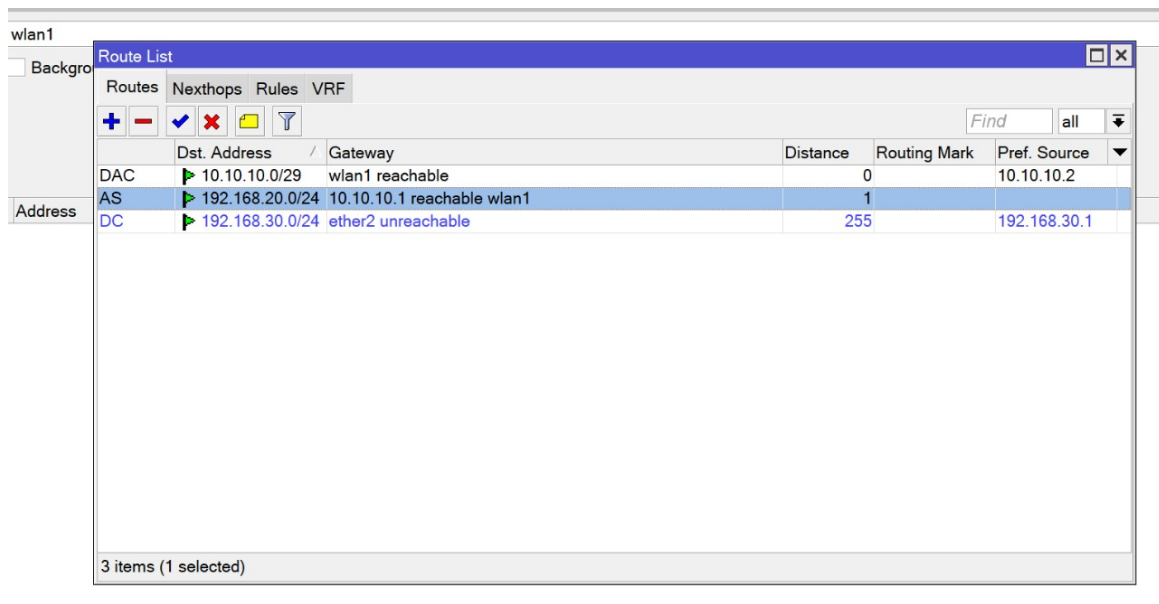 wlan1
Backgro
Address
Route List
Routes Nexthops Rules VRF
Find all
Dst. Address Gateway Distance Routing Mark Pref. Source
DAC 10.10.10.0/29 wlan1 reachable 0 10.10.10.2
AS 192.168.20.0/24 10.10.10.1 reachable wlan1 1
DC 192.168.30.0/24 ether2 unreachable 255 192.168.30.1
3 items (1 selected)